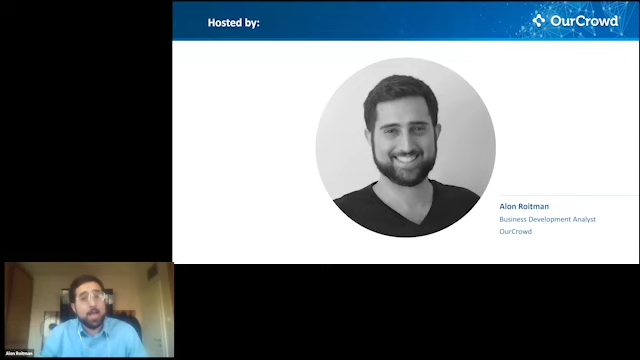 Hosted by:
OurCrowd
Alon Roitman
Business Development Analyst
OurCrowd
Alon Roitman